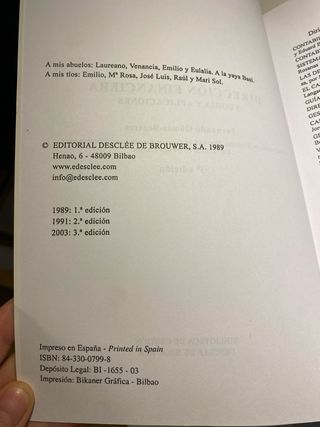 A mis abuelos: Laureano, Venancia, Emilio y Eulalia. A la yaya Basi.
A mis tíos: Emilio, Mª Rosa, José Luis, Raúl y Mari Sol.
© EDITORIAL DESCLÉE DE BROUWER, S.A. 1989
Henao, 6 - 48009 Bilbao
www.edesclee.com
info@edesclee.com
1989: 1.ª edición
1991: 2.ª edición
2003: 3.ª edición
Impreso en España - Printed in Spain
ISBN: 84-330-0799-8
Depósito Legal: BI -1655 - 03
Impresión: Bikaner Gráfica - Bilbao